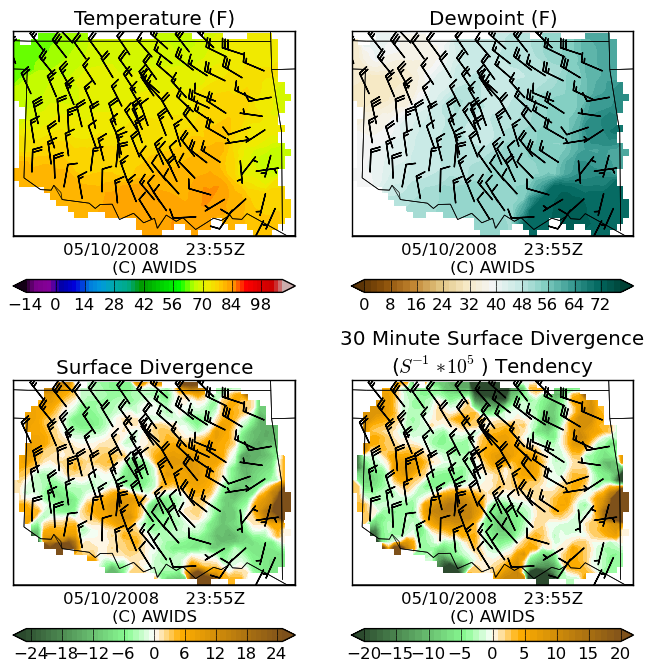 Temperature (F)
Dewpoint (F)
05/10/2008 23:55Z
(C) AWIDS
05/10/2008 23:55Z
(C) AWIDS
−14 0 14 28 42 56 70 84 98
0 8 16 24 32 40 48 56 64 72
Surface Divergence
30 Minute Surface Divergence
(S⁻¹ *10⁵ ) Tendency
05/10/2008 23:55Z
(C) AWIDS
05/10/2008 23:55Z
(C) AWIDS
−24 −18 −12 −6 0 6 12 18 24
−20 −15 −10 −5 0 5 10 15 20